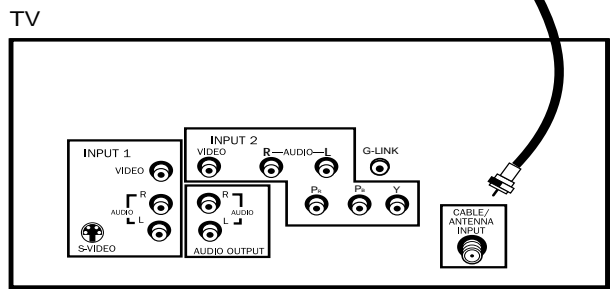 TV
INPUT 1
VIDEO
R
AUDIO
L
S-VIDEO
INPUT 2
VIDEO
R—AUDIO—L
G-LINK
PR
PB
Y
R
AUDIO
L
AUDIO OUTPUT
CABLE/
ANTENNA
INPUT